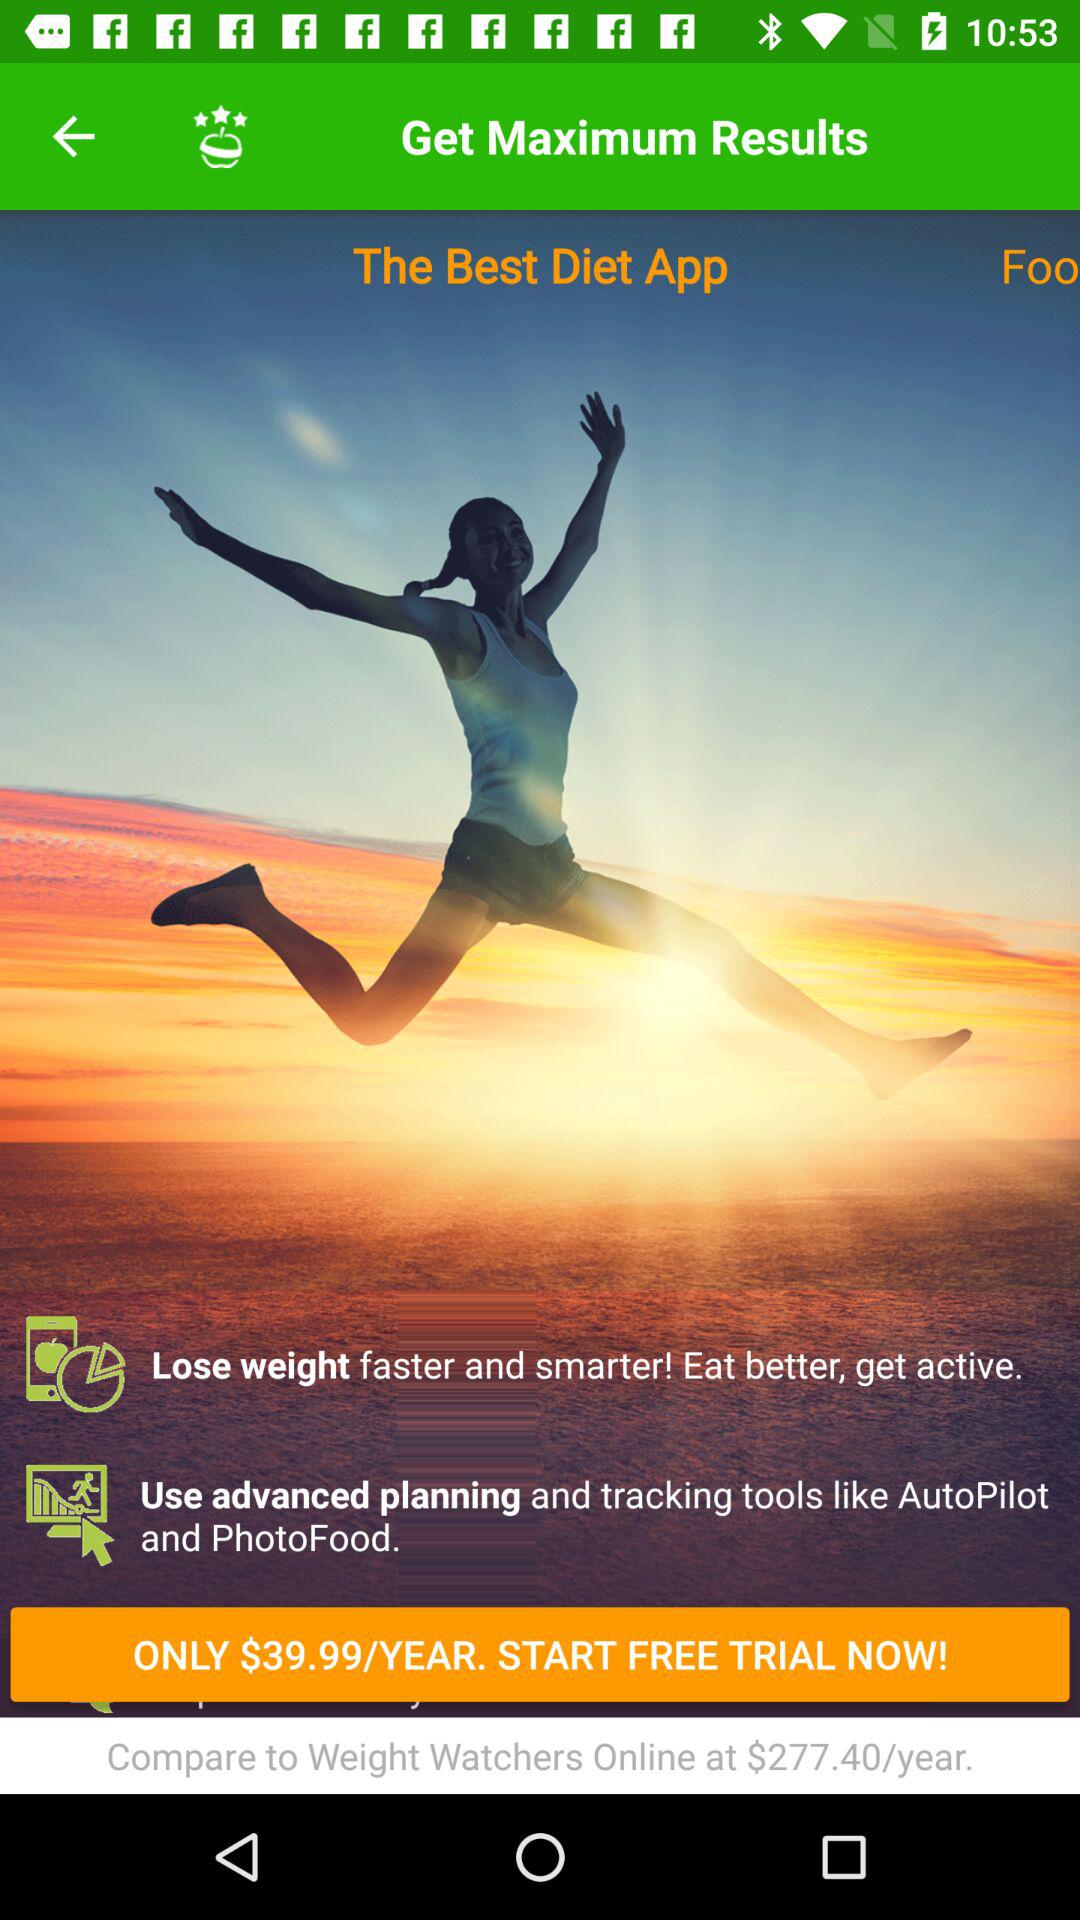 10:53
Get Maximum Results
The Best Diet App
Foo
Lose weight faster and smarter! Eat better, get active.
Use advanced planning and tracking tools like AutoPilot
and PhotoFood.
ONLY $39.99/YEAR. START FREE TRIAL NOW!
Compare to Weight Watchers Online at $277.40/year.